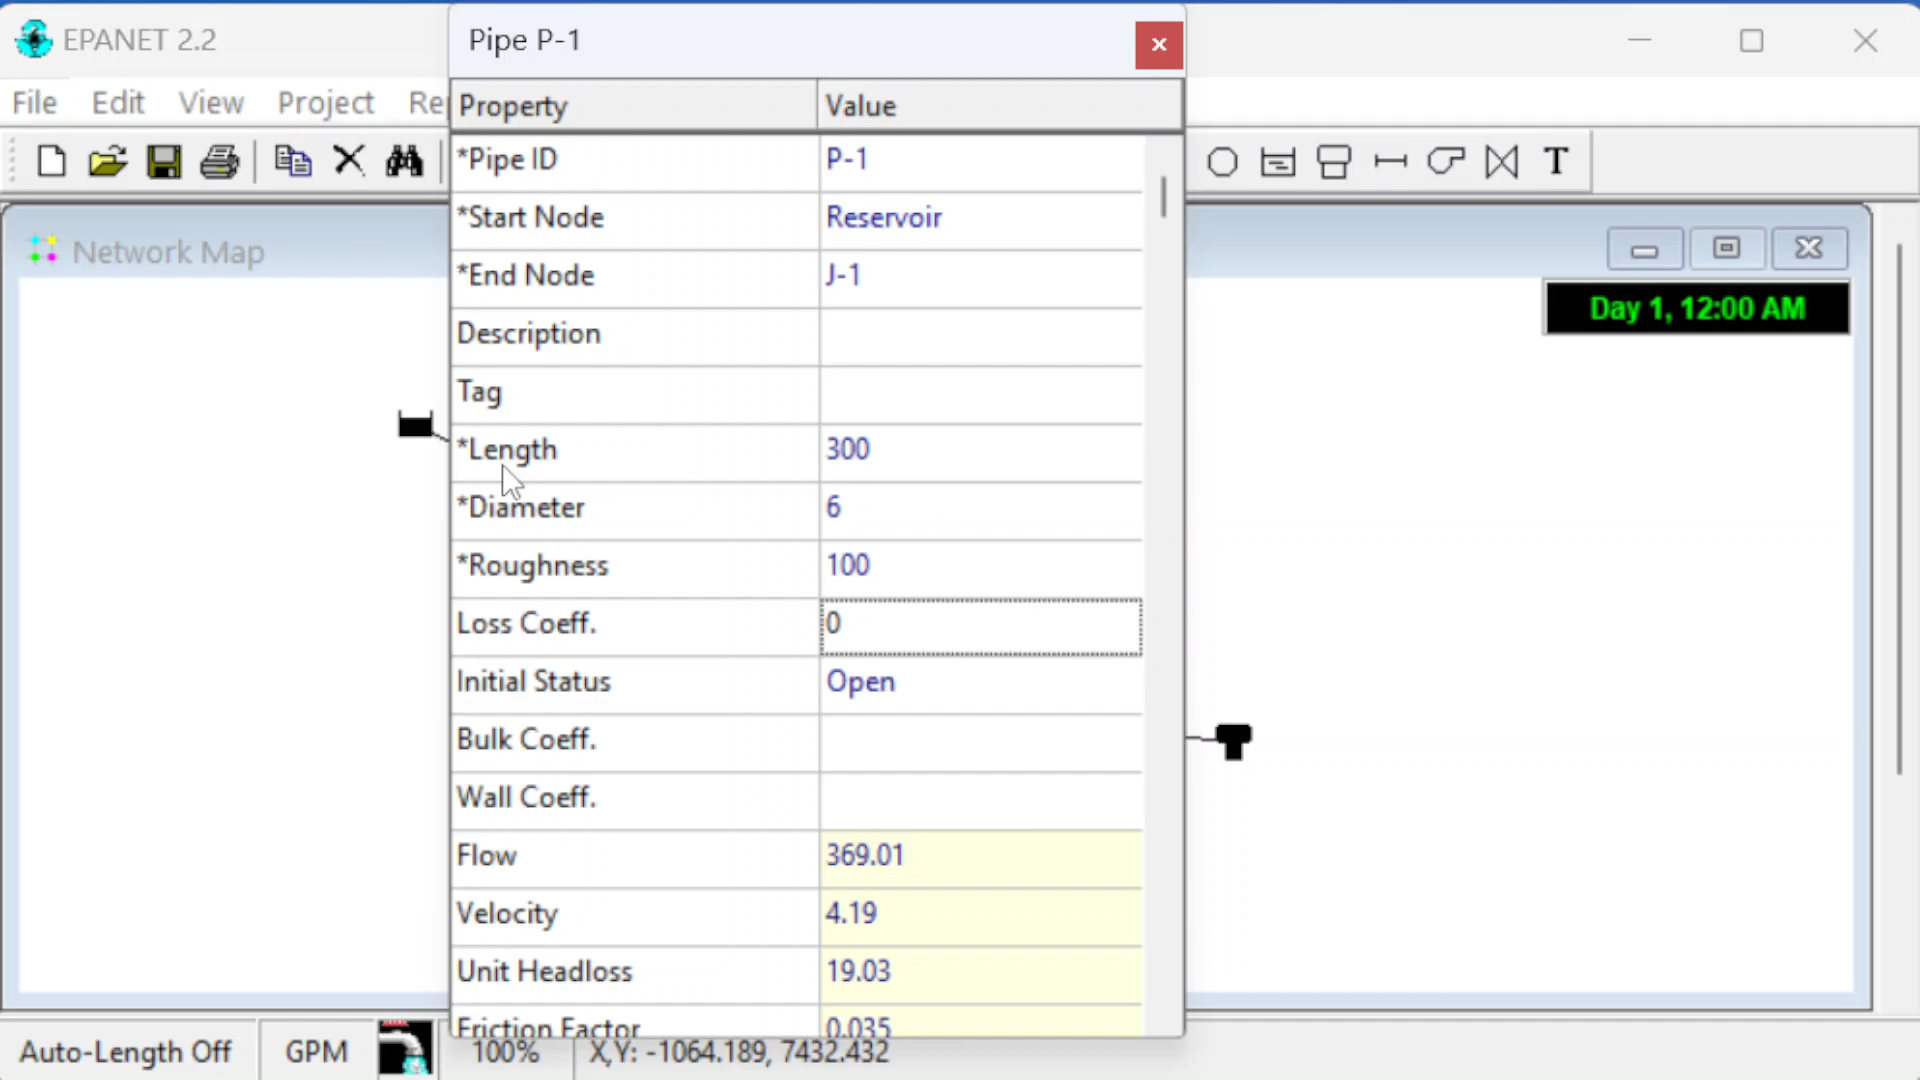 EPANET 2.2
Pipe P-1
File Edit View Project Re
Property Value
*Pipe ID P-1
*Start Node Reservoir
*End Node J-1
Description
Tag
*Length 300
*Diameter 6
*Roughness 100
Loss Coeff. 0
Initial Status Open
Bulk Coeff.
Wall Coeff.
Flow 369.01
Velocity 4.19
Unit Headloss 19.03
Friction Factor 0.035
T
Network Map
Day 1, 12:00 AM
Auto-Length Off GPM 100% X,Y: -1064.189, 7432.432